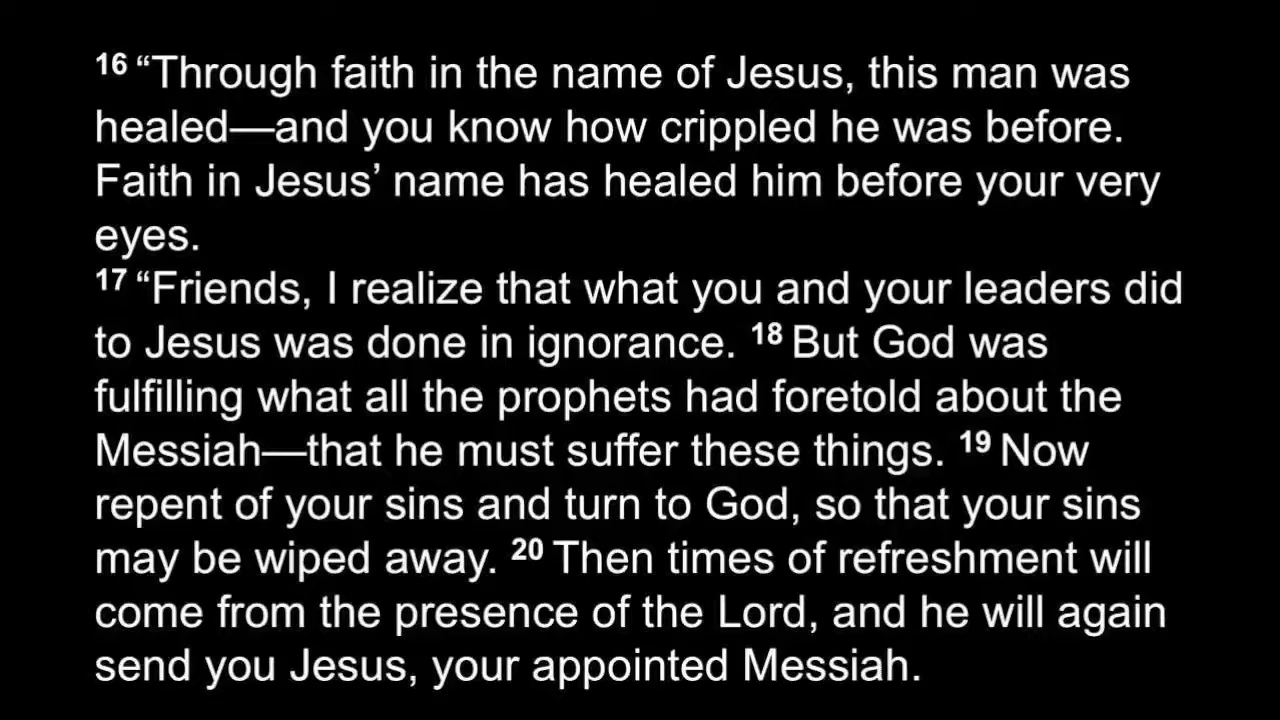 16 “Through faith in the name of Jesus, this man was
healed—and you know how crippled he was before.
Faith in Jesus’ name has healed him before your very
eyes.
17 “Friends, I realize that what you and your leaders did
to Jesus was done in ignorance. 18 But God was
fulfilling what all the prophets had foretold about the
Messiah—that he must suffer these things. 19 Now
repent of your sins and turn to God, so that your sins
may be wiped away. 20 Then times of refreshment will
come from the presence of the Lord, and he will again
send you Jesus, your appointed Messiah.